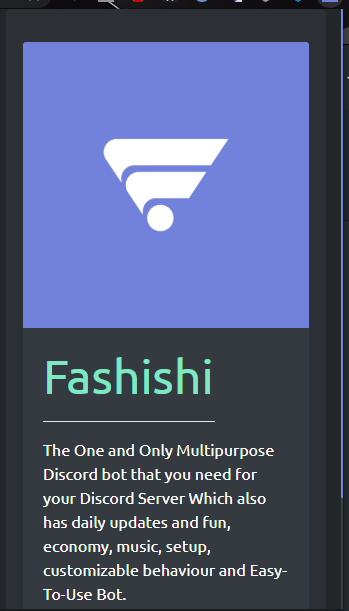 Fashishi
The One and Only Multipurpose
Discord bot that you need for
your Discord Server Which also
has daily updates and fun,
economy, music, setup,
customizable behaviour and Easy-
To-Use Bot.